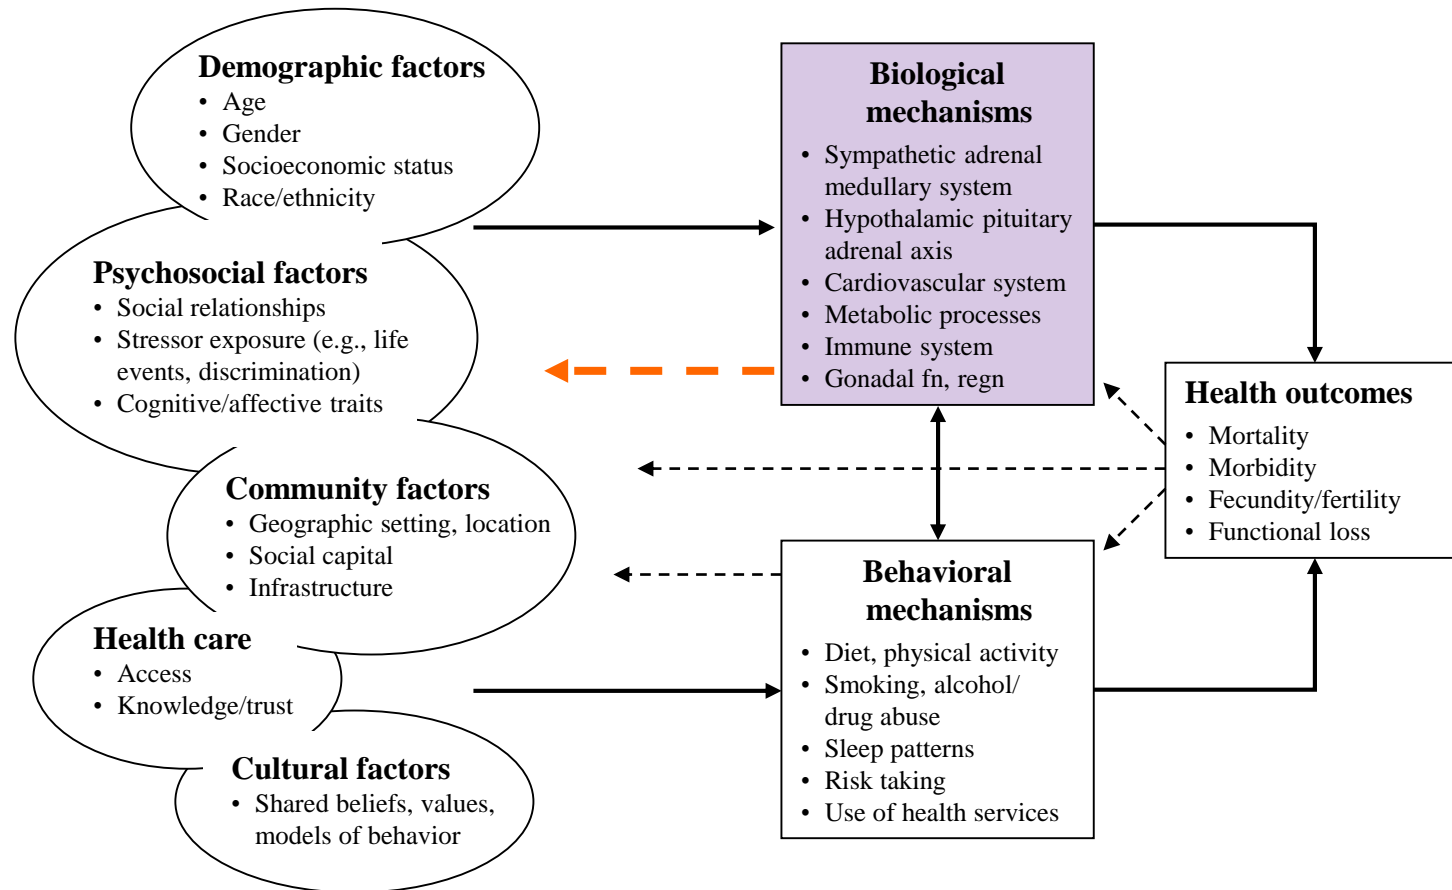 Demographic factors
• Age
• Gender
• Socioeconomic status
• Race/ethnicity
Psychosocial factors
• Social relationships
• Stressor exposure (e.g., life
events, discrimination)
• Cognitive/affective traits
Community factors
• Geographic setting, location
• Social capital
• Infrastructure
Health care
• Access
• Knowledge/trust
Cultural factors
• Shared beliefs, values,
models of behavior
Biological
mechanisms
• Sympathetic adrenal
medullary system
• Hypothalamic pituitary
adrenal axis
• Cardiovascular system
• Metabolic processes
• Immune system
• Gonadal fn, regn
Behavioral
mechanisms
• Diet, physical activity
• Smoking, alcohol/
drug abuse
• Sleep patterns
• Risk taking
• Use of health services
Health outcomes
• Mortality
• Morbidity
• Fecundity/fertility
• Functional loss